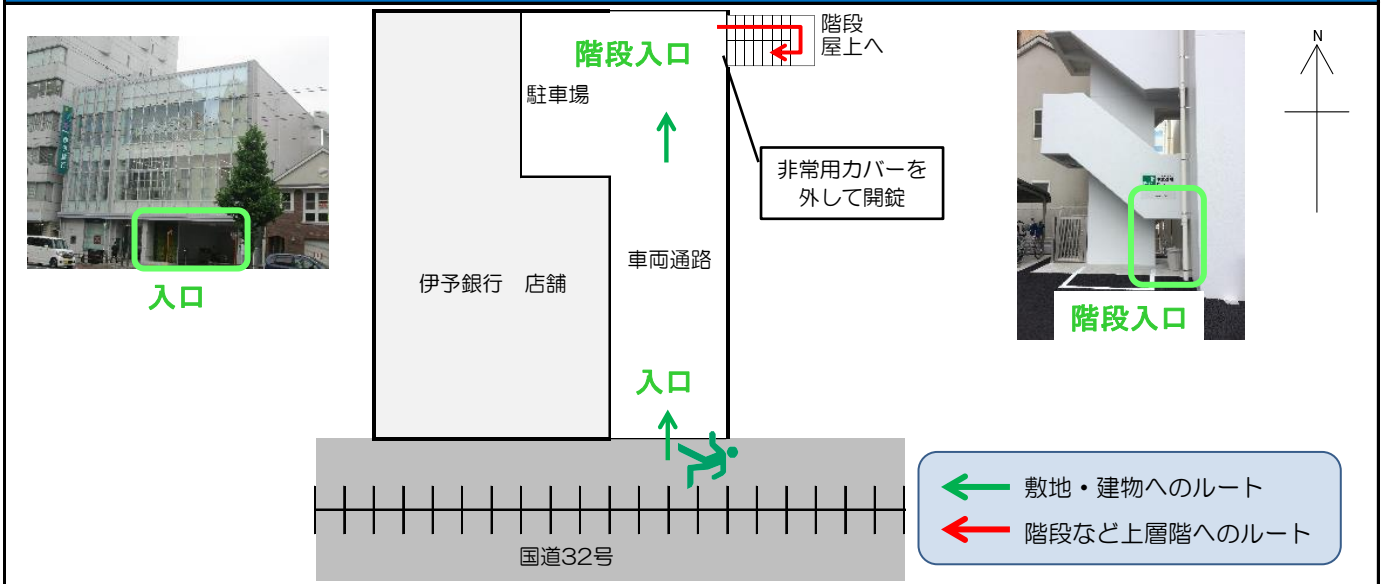 階段
屋上へ
階段入口
駐車場
非常用カバーを
外して開錠
車両通路
伊予銀行　店舗
入口
国道32号
入口
階段入口
N
敷地・建物へのルート
階段など上層階へのルート